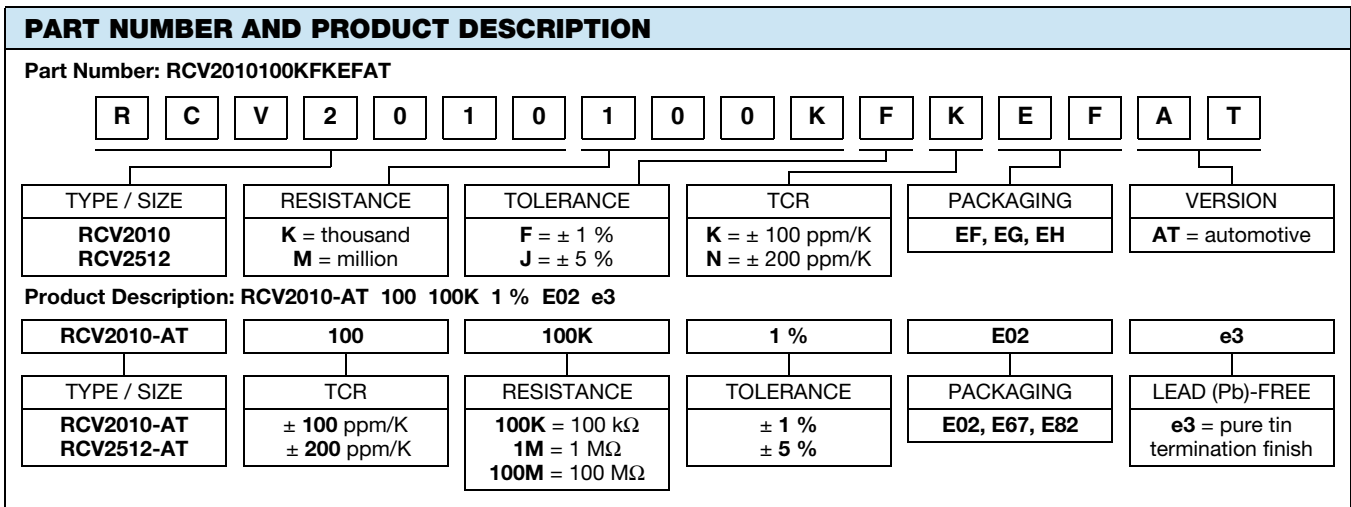 PART NUMBER AND PRODUCT DESCRIPTION
Part Number: RCV2010100KFKEFAT
R C V 2 0 1 0 1 0 0 K F K E F A T
TYPE / SIZE RESISTANCE TOLERANCE TCR PACKAGING VERSION
RCV2010 K = thousand F = ± 1 % K = ± 100 ppm/K EF, EG, EH AT = automotive
RCV2512 M = million J = ± 5 % N = ± 200 ppm/K
Product Description: RCV2010-AT 100 100K 1 % E02 e3
RCV2010-AT 100 100K 1 % E02 e3
TYPE / SIZE TCR RESISTANCE TOLERANCE PACKAGING LEAD (Pb)-FREE
RCV2010-AT ± 100 ppm/K 100K = 100 kΩ ± 1 % E02, E67, E82 e3 = pure tin
RCV2512-AT ± 200 ppm/K 1M = 1 MΩ ± 5 % termination finish
100M = 100 MΩ